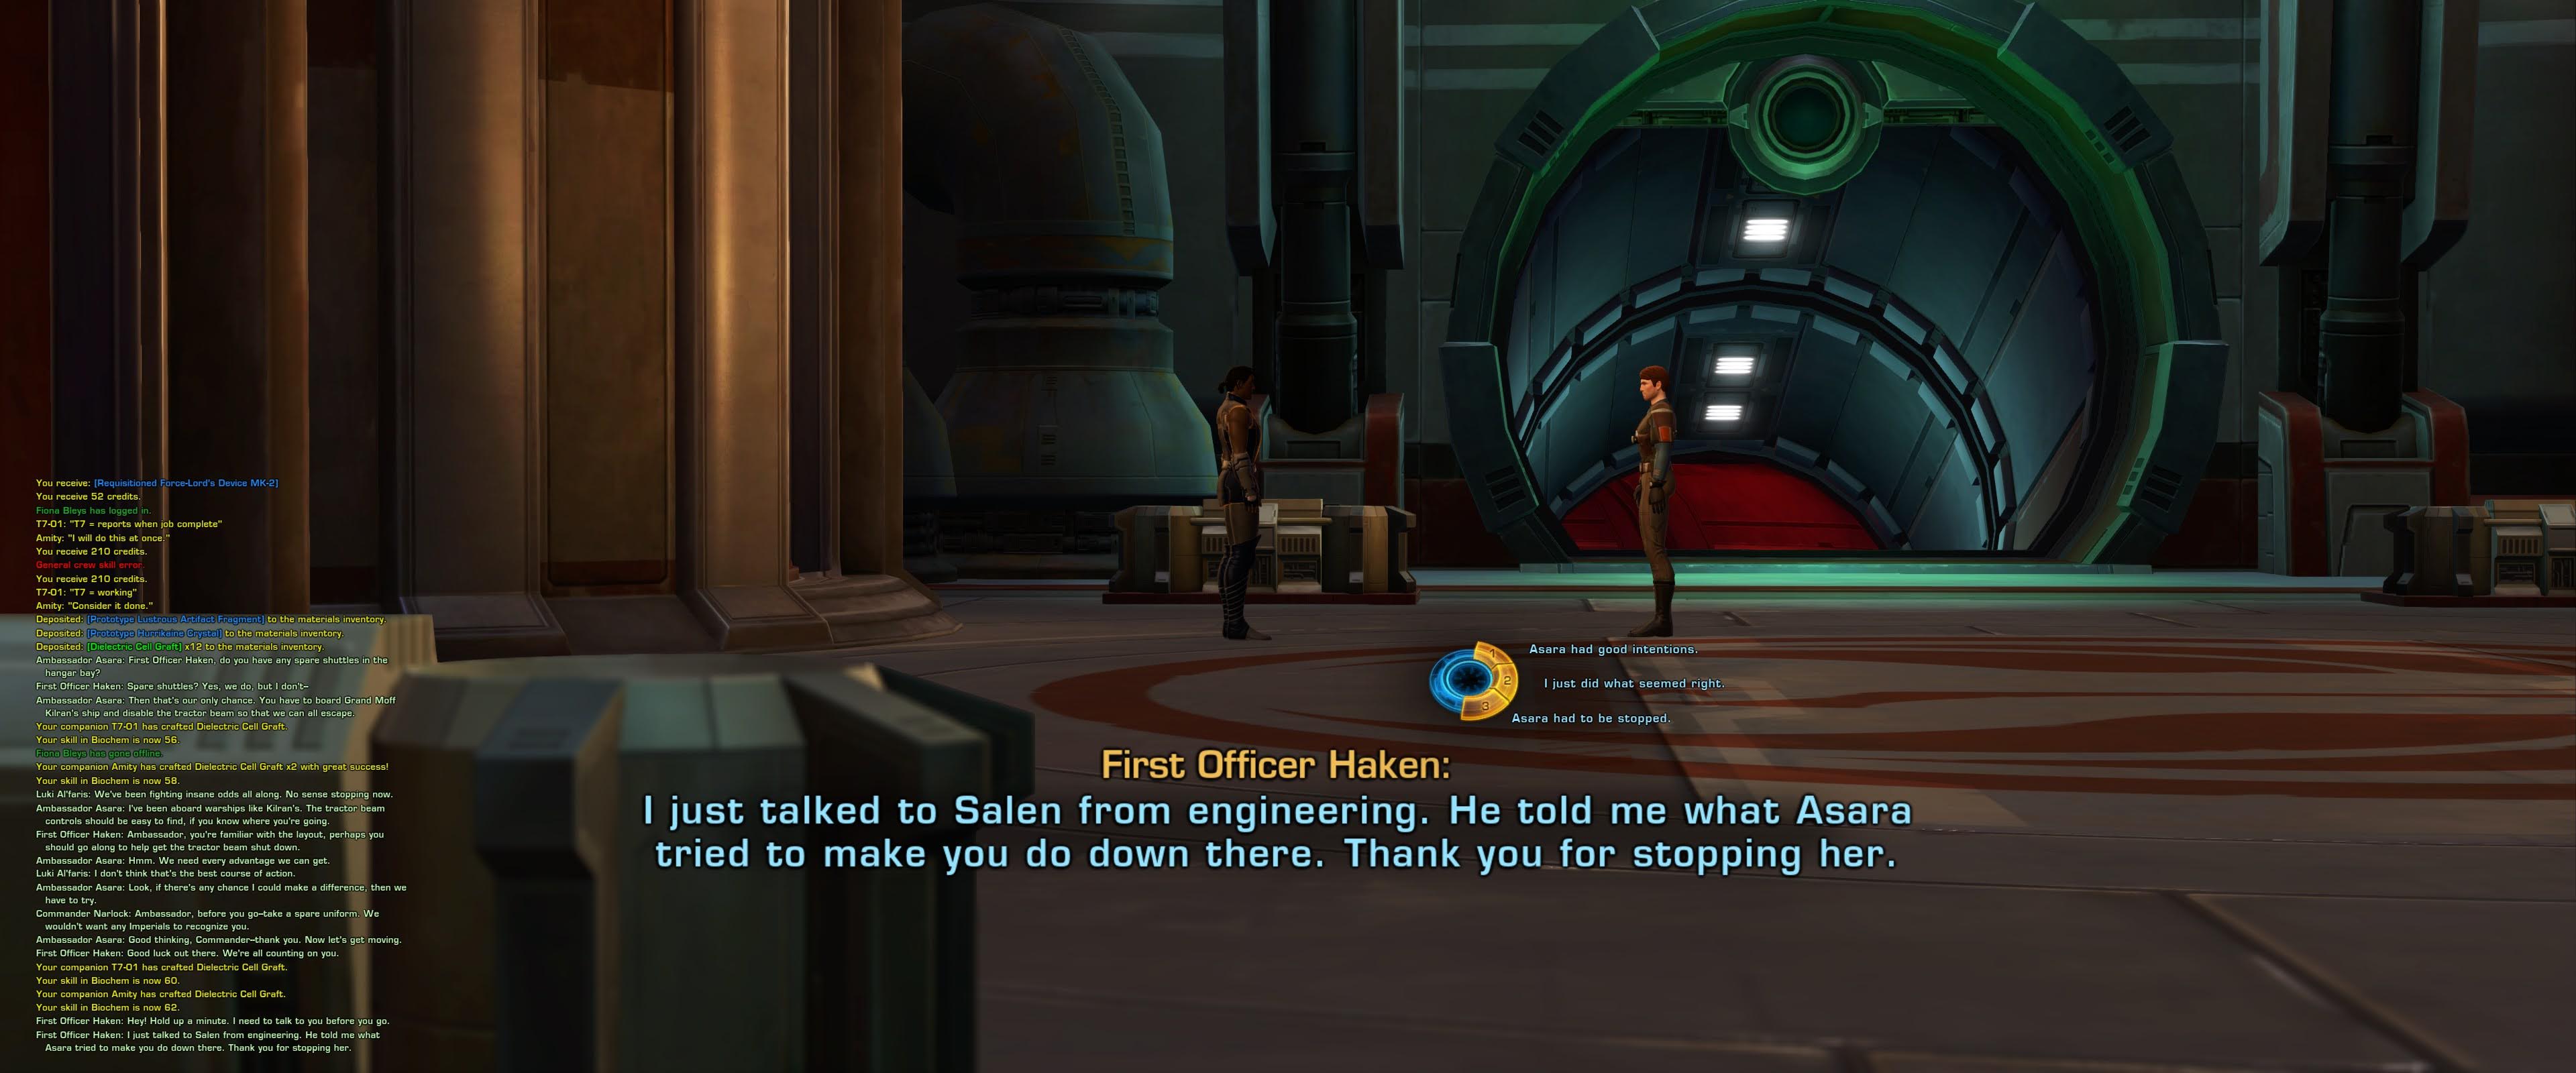 You receive: [Requisitioned Force-Lord's Device MK-2]
You receive 52 credits.
Fiona Bleys has logged in.
T7-01: "T7 = reports when job complete"
Amity: "I will do this at once."
You receive 210 credits.
General crew skill error.
You receive 210 credits.
T7-01: "T7 = working"
Amity: "Consider it done."
Deposited: [Prototype Lustrous Artifact Fragment] to the materials inventory.
Deposited: [Prototype Hurrikaine Crystal] to the materials inventory.
Deposited: [Dielectric Cell Graft] x12 to the materials inventory.
Ambassador Asara: First Officer Haken, do you have any spare shuttles in the
hangar bay?
First Officer Haken: Spare shuttles? Yes, we do, but I don't–
Ambassador Asara: Then that's our only chance. You have to board Grand Moff
Kilran's ship and disable the tractor beam so that we can all escape.
Your companion T7-01 has crafted Dielectric Cell Graft.
Your skill in Biochem is now 56.
Fiona Bleys has gone offline.
Your companion Amity has crafted Dielectric Cell Graft x2 with great success!
Your skill in Biochem is now 58.
Luki Al'faris: We've been fighting insane odds all along. No sense stopping now.
Ambassador Asara: I've been aboard warships like Kilran's. The tractor beam
controls should be easy to find, if you know where you're going.
First Officer Haken: Ambassador, you're familiar with the layout, perhaps you
should go along to help get the tractor beam shut down.
Ambassador Asara: Hmm. We need every advantage we can get.
Luki Al'faris: I don't think that's the best course of action.
Ambassador Asara: Look, if there's any chance I could make a difference, then we
have to try.
Commander Narlock: Ambassador, before you go–take a spare uniform. We
wouldn't want any Imperials to recognize you.
Ambassador Asara: Good thinking, Commander–thank you. Now let's get moving.
First Officer Haken: Good luck out there. We're all counting on you.
Your companion T7-01 has crafted Dielectric Cell Graft.
Your skill in Biochem is now 60.
Your companion Amity has crafted Dielectric Cell Graft.
Your skill in Biochem is now 62.
First Officer Haken: Hey! Hold up a minute. I need to talk to you before you go.
First Officer Haken: I just talked to Salen from engineering. He told me what
Asara tried to make you do down there. Thank you for stopping her.
1 Asara had good intentions.
2 I just did what seemed right.
3 Asara had to be stopped.
First Officer Haken:
I just talked to Salen from engineering. He told me what Asara
tried to make you do down there. Thank you for stopping her.